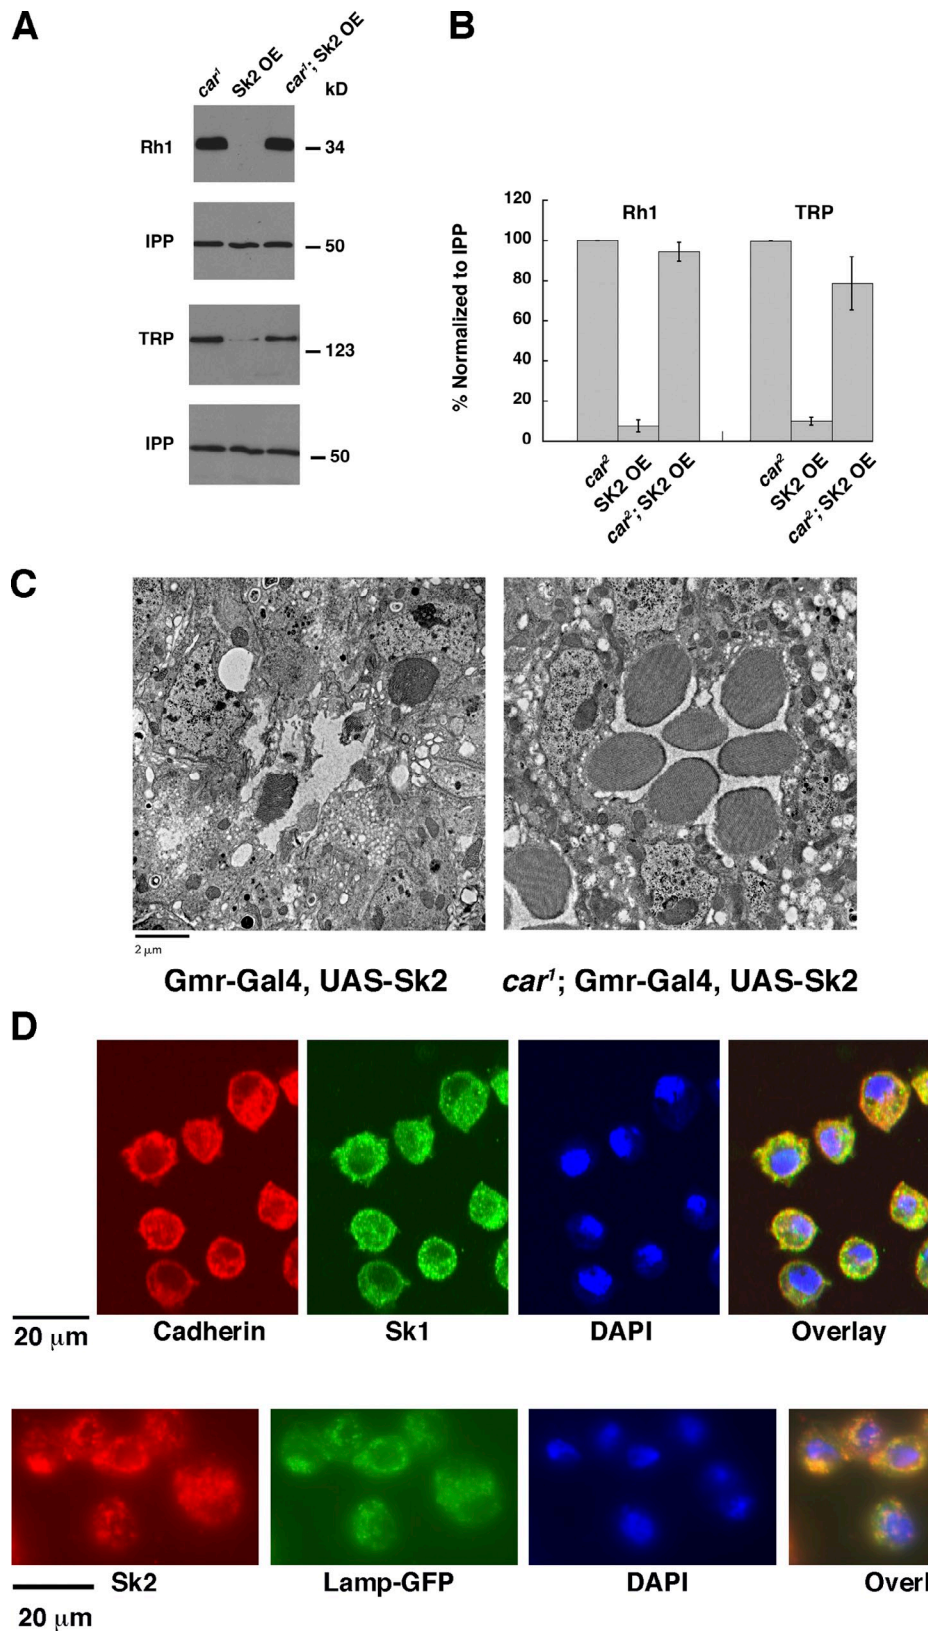 A
car¹
Sk2 OE
car¹; Sk2 OE
kD
Rh1
34
IPP
50
TRP
123
IPP
50
B
% Normalized to IPP
120
100
80
60
40
20
0
Rh1
TRP
car²
SK2 OE
car²; SK2 OE
car²
SK2 OE
car²; SK2 OE
C
2 μm
Gmr-Gal4, UAS-Sk2
car¹; Gmr-Gal4, UAS-Sk2
D
20 μm
Cadherin
Sk1
DAPI
Overlay
Sk2
Lamp-GFP
DAPI
Overl
20 μm